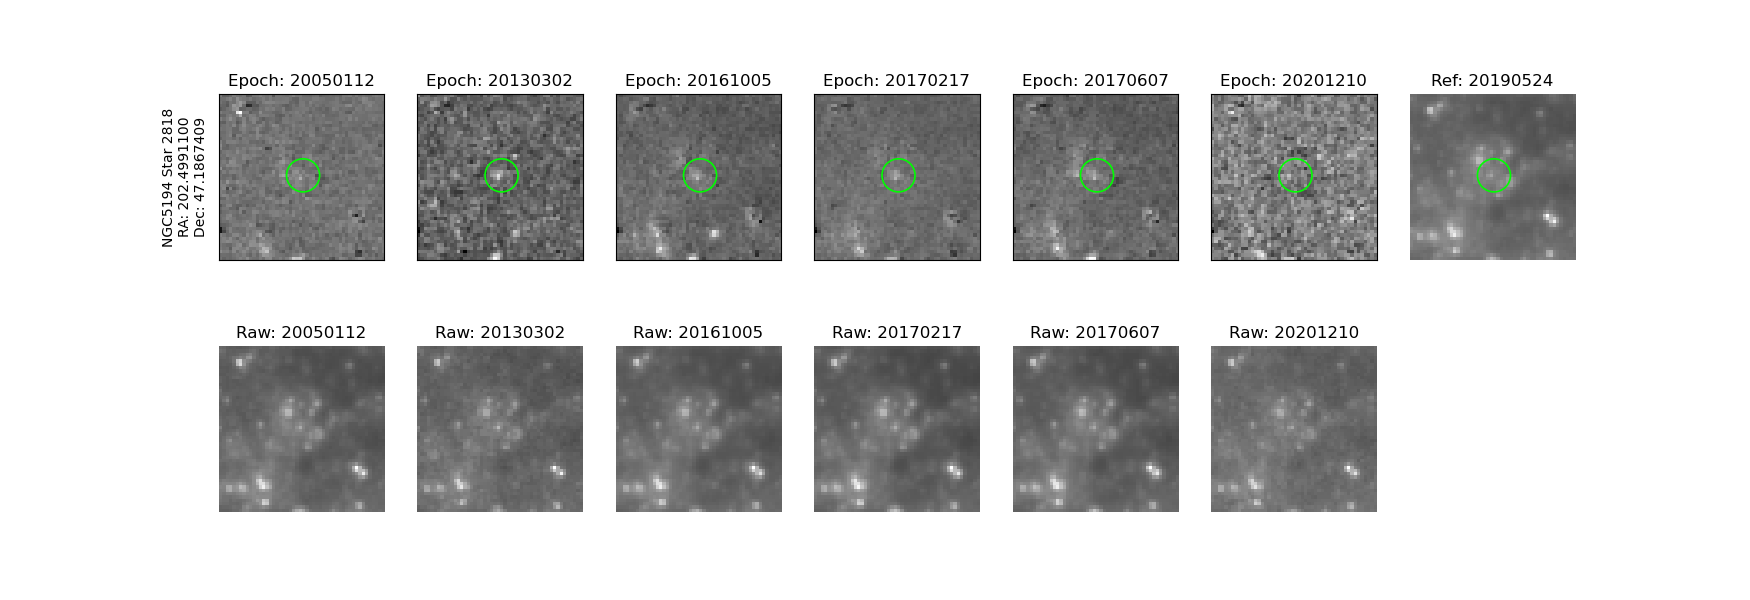 NGC5194 Star 2818
RA: 202.4991100
Dec: 47.1867409
Epoch: 20050112
Epoch: 20130302
Epoch: 20161005
Epoch: 20170217
Epoch: 20170607
Epoch: 20201210
Ref: 20190524
Raw: 20050112
Raw: 20130302
Raw: 20161005
Raw: 20170217
Raw: 20170607
Raw: 20201210